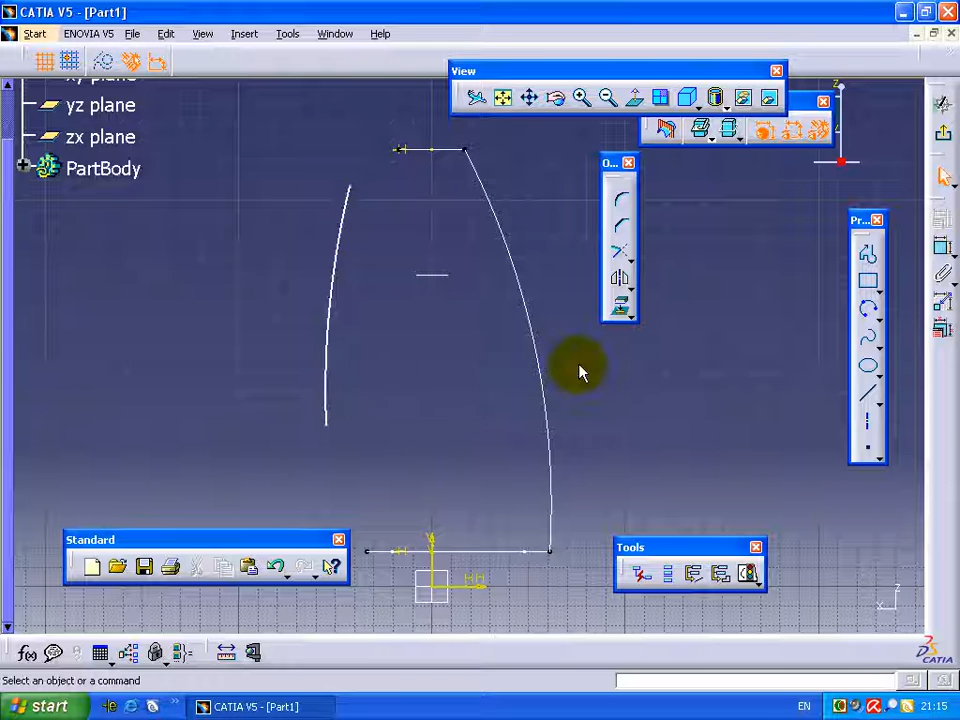 CATIA V5 - [Part1]
Start ENOVIA V5 File Edit View Insert Tools Window Help
View
yz plane
zx plane
PartBody
O...
Pr...
z
H
H
V
HH
Standard
Tools
z
x
f(x)
CATIA
Select an object or a command
start
CATIA V5 - [Part1]
EN
21:15